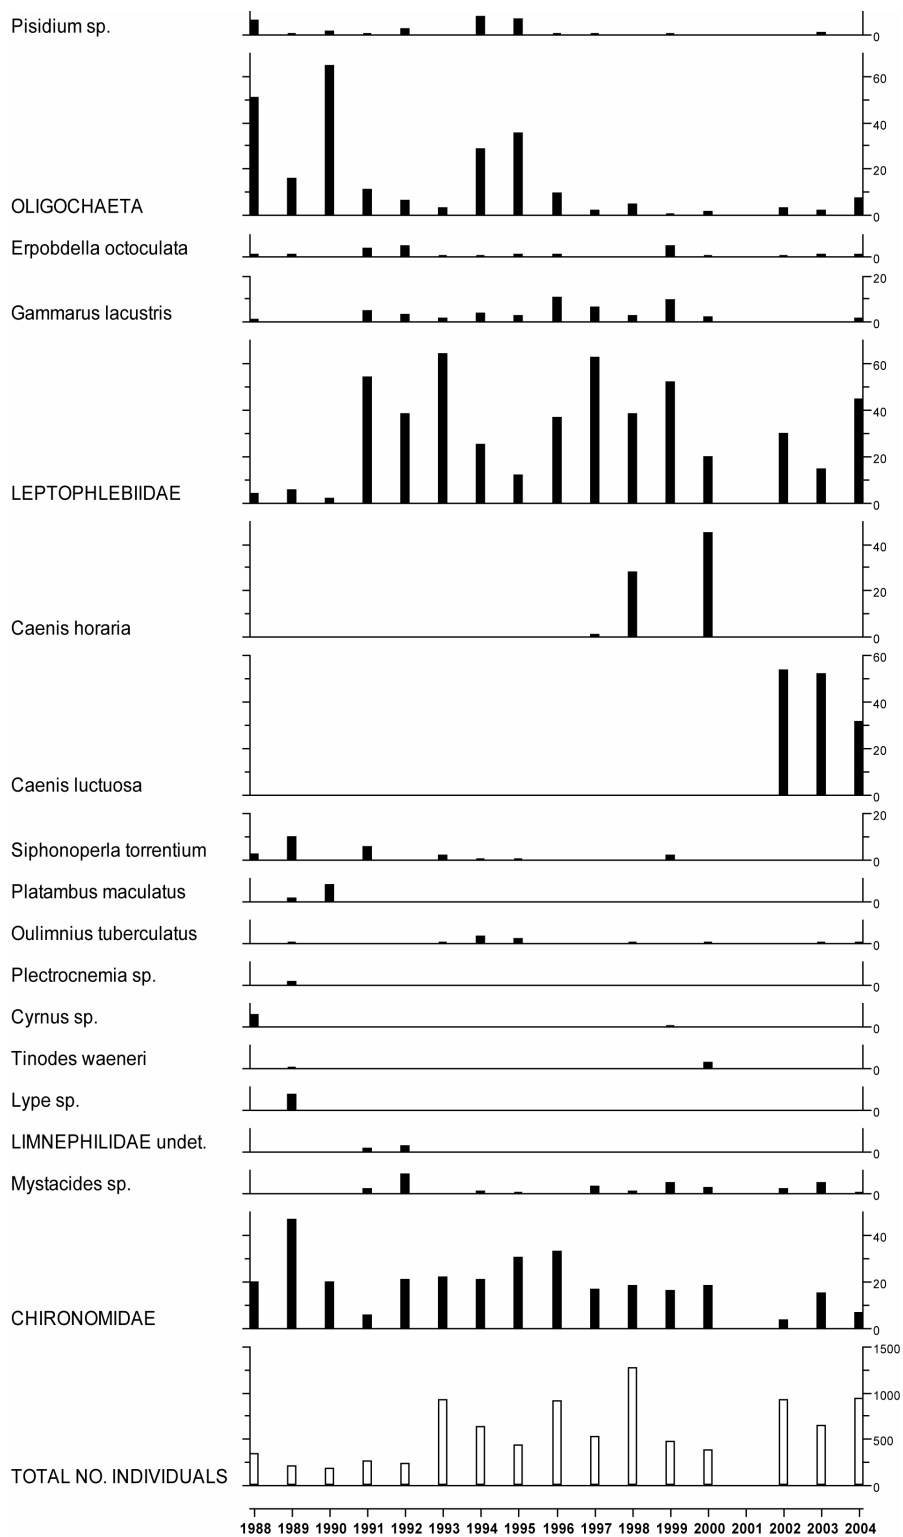 Pisidium sp.
0
60
40
20
OLIGOCHAETA
0
Erpobdella octoculata
0
20
Gammarus lacustris
0
60
40
20
LEPTOPHLEBIIDAE
0
40
20
Caenis horaria
0
60
40
20
Caenis luctuosa
0
20
Siphonoperla torrentium
0
Platambus maculatus
0
Oulimnius tuberculatus
0
Plectrocnemia sp.
0
Cyrnus sp.
0
Tinodes waeneri
0
Lype sp.
0
LIMNEPHILIDAE undet.
0
Mystacides sp.
0
40
20
CHIRONOMIDAE
0
1500
1000
500
TOTAL NO. INDIVIDUALS
0
1988 1989 1990 1991 1992 1993 1994 1995 1996 1997 1998 1999 2000 2001 2002 2003 2004